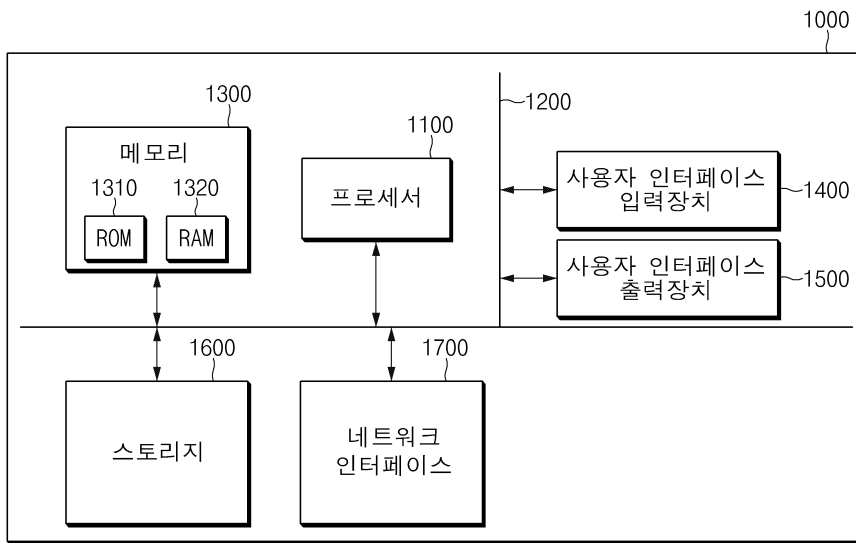 1000
1300
메모리
1310
1320
ROM
RAM
1100
프로세서
1200
사용자 인터페이스
입력장치
1400
사용자 인터페이스
출력장치
1500
1600
스토리지
1700
네트워크
인터페이스